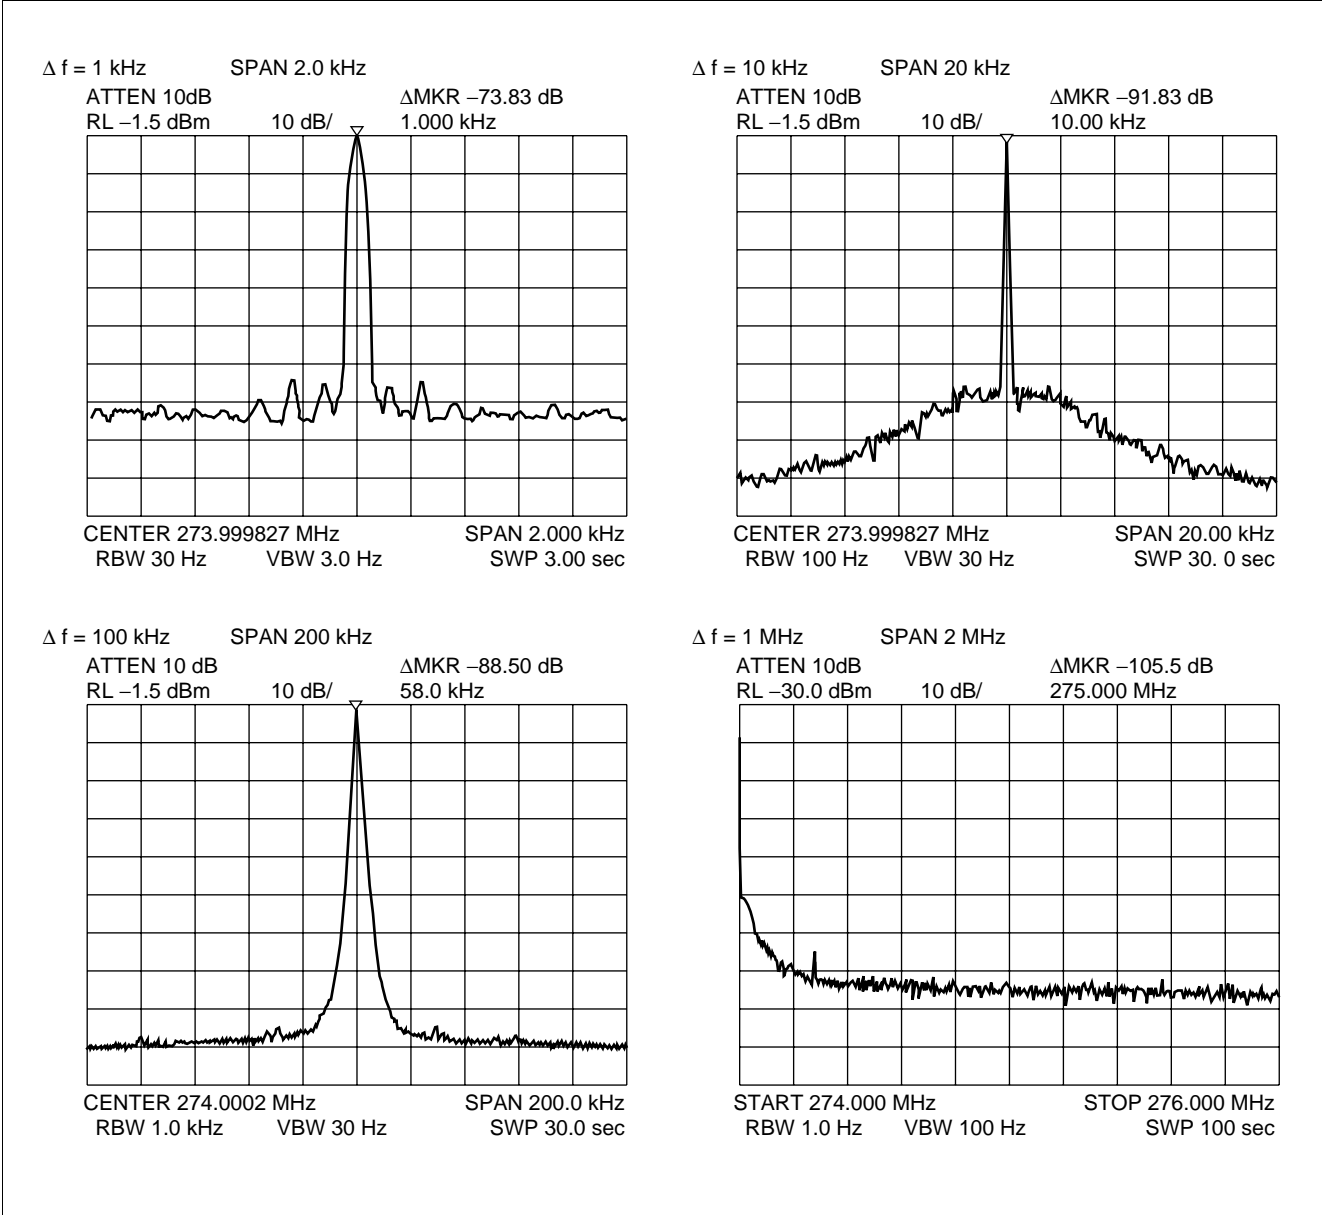 Δ f = 1 kHz SPAN 2.0 kHz
ATTEN 10dB ΔMKR –73.83 dB
RL –1.5 dBm 10 dB/ 1.000 kHz
CENTER 273.999827 MHz SPAN 2.000 kHz
RBW 30 Hz VBW 3.0 Hz SWP 3.00 sec
Δ f = 10 kHz SPAN 20 kHz
ATTEN 10dB ΔMKR –91.83 dB
RL –1.5 dBm 10 dB/ 10.00 kHz
CENTER 273.999827 MHz SPAN 20.00 kHz
RBW 100 Hz VBW 30 Hz SWP 30. 0 sec
Δ f = 100 kHz SPAN 200 kHz
ATTEN 10 dB ΔMKR –88.50 dB
RL –1.5 dBm 10 dB/ 58.0 kHz
CENTER 274.0002 MHz SPAN 200.0 kHz
RBW 1.0 kHz VBW 30 Hz SWP 30.0 sec
Δ f = 1 MHz SPAN 2 MHz
ATTEN 10dB ΔMKR –105.5 dB
RL –30.0 dBm 10 dB/ 275.000 MHz
START 274.000 MHz STOP 276.000 MHz
RBW 1.0 Hz VBW 100 Hz SWP 100 sec